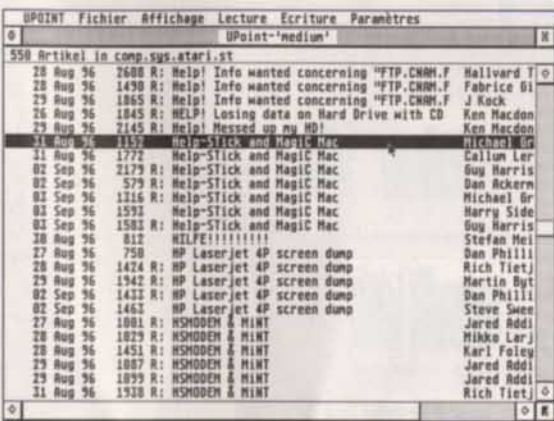 UPOINT Fichier Affichage Lecture Ecriture Paramètres
UPoint-'medium'
550 Artikel in comp.sys.atari.st
28 Aug 96 2608 R: Help! Info wanted concerning "FTP.CNAM.F Hallvard T
28 Aug 96 1490 R: Help! Info wanted concerning "FTP.CNAM.F Fabrice Gi
29 Aug 96 1865 R: Help! Info wanted concerning "FTP.CNAM.F J Kock
26 Aug 96 1845 R: HELP! Losing data on Hard Drive with CD Ken Macdon
29 Aug 96 2145 R: Help! Messed up my HD! Ken Macdon
31 Aug 96 1152 Help-STick and MagiC Mac Michael Gr
31 Aug 96 1772 Help-STick and MagiC Mac Callum Ler
02 Sep 96 2179 R: Help-STick and MagiC Mac Guy Harris
02 Sep 96 579 R: Help-STick and MagiC Mac Dan Ackerm
03 Sep 96 1316 R: Help-STick and MagiC Mac Michael Gr
03 Sep 96 1593 Help-STick and MagiC Mac Harry Side
03 Sep 96 1583 R: Help-STick and MagiC Mac Guy Harris
30 Aug 96 812 HILFE!!!!!!!!! Stefan Mei
27 Aug 96 750 HP Laserjet 4P screen dump Dan Philli
28 Aug 96 1424 R: HP Laserjet 4P screen dump Rich Tietj
29 Aug 96 1942 R: HP Laserjet 4P screen dump Martin Byt
02 Sep 96 1433 R: HP Laserjet 4P screen dump Dan Philli
02 Sep 96 1463 HP Laserjet 4P screen dump Steve Swee
27 Aug 96 1001 R: HSMODEM & MiNT Jared Addi
28 Aug 96 1029 R: HSMODEM & MiNT Mikko Larj
28 Aug 96 1451 R: HSMODEM & MiNT Karl Foley
29 Aug 96 1087 R: HSMODEM & MiNT Jared Addi
29 Aug 96 1099 R: HSMODEM & MiNT Jared Addi
31 Aug 96 1938 R: HSMODEM & MiNT Rich Tietj